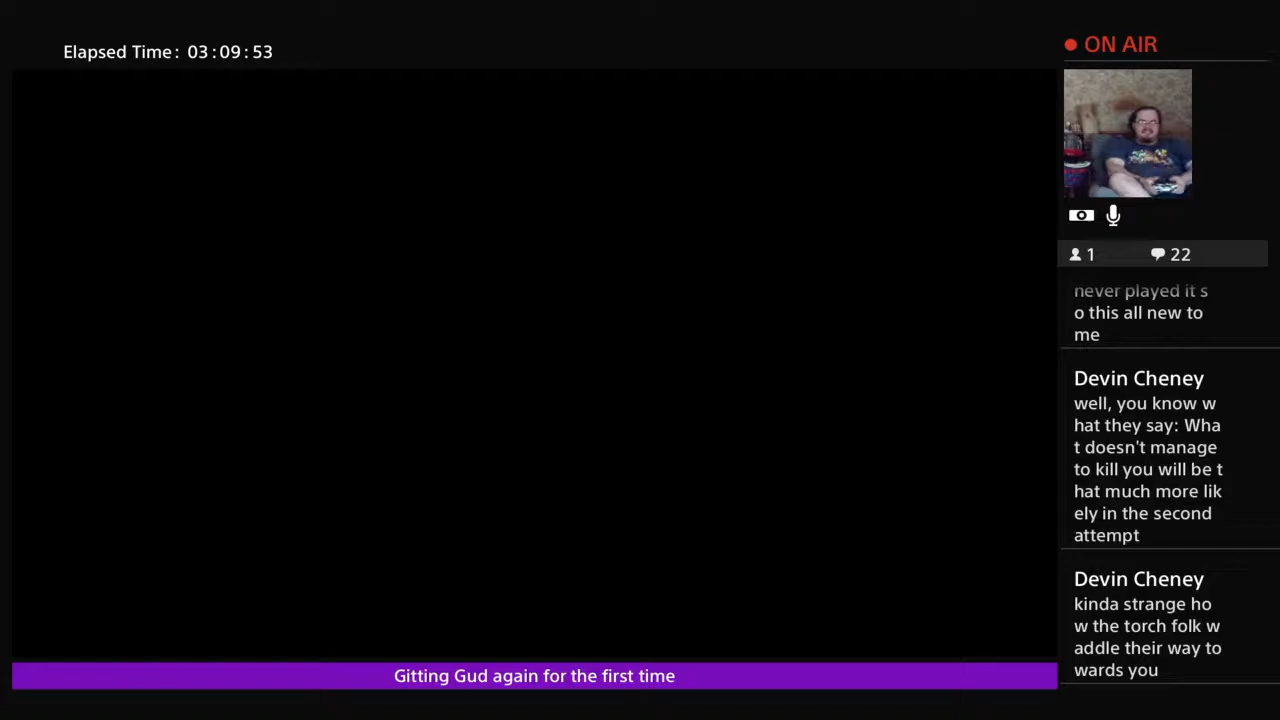 Elapsed Time: 03:09:53
ON AIR
1 22
never played it s
o this all new to
me
Devin Cheney
well, you know w
hat they say: Wha
t doesn't manage
to kill you will be t
hat much more lik
ely in the second
attempt
Devin Cheney
kinda strange ho
w the torch folk w
addle their way to
wards you
Gitting Gud again for the first time